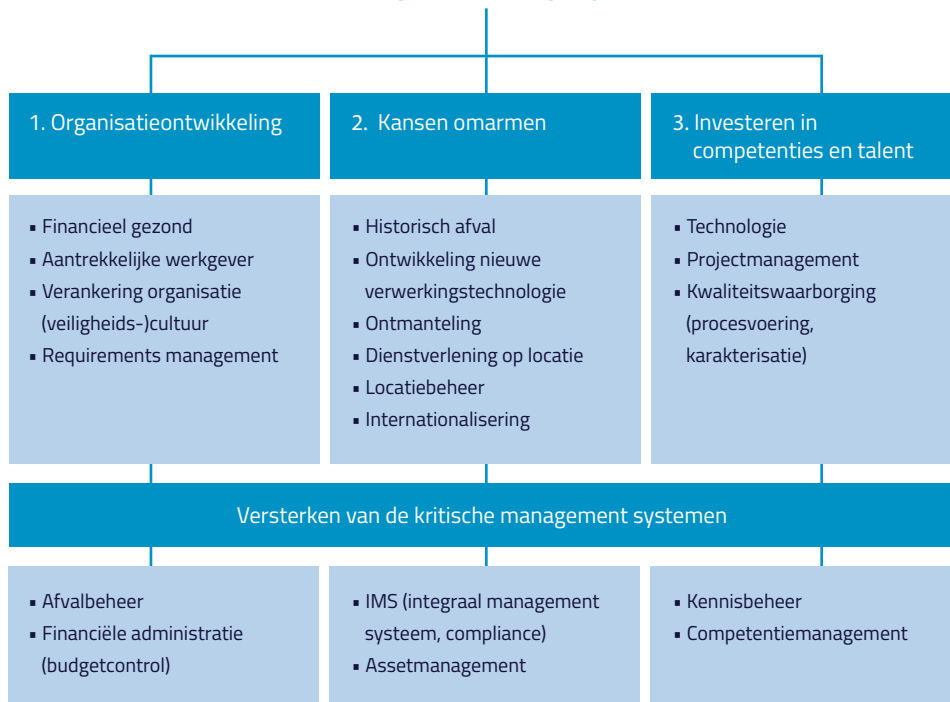 1. Organisatieontwikkeling
▪ Financieel gezond
▪ Aantrekkelijke werkgever
▪ Verankering organisatie
(veiligheids-)cultuur
▪ Requirements management
2. Kansen omarmen
▪ Historisch afval
▪ Ontwikkeling nieuwe
verwerkingstechnologie
▪ Ontmanteling
▪ Dienstverlening op locatie
▪ Locatiebeheer
▪ Internationalisering
3. Investeren in
competenties en talent
▪ Technologie
▪ Projectmanagement
▪ Kwaliteitswaarborging
(procesvoering,
karakterisatie)
Versterken van de kritische management systemen
▪ Afvalbeheer
▪ Financiële administratie
(budgetcontrol)
▪ IMS (integraal management
systeem, compliance)
▪ Assetmanagement
▪ Kennisbeheer
▪ Competentiemanagement